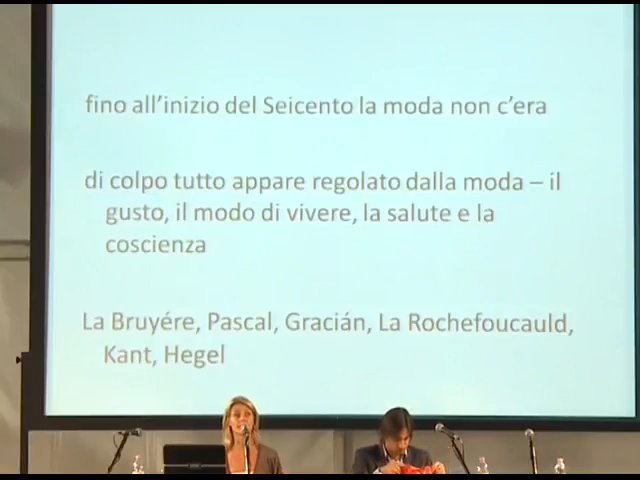 fino all'inizio del Seicento la moda non c'era
di colpo tutto appare regolato dalla moda – il
gusto, il modo di vivere, la salute e la
coscienza
La Bruyére, Pascal, Gracián, La Rochefoucauld,
Kant, Hegel